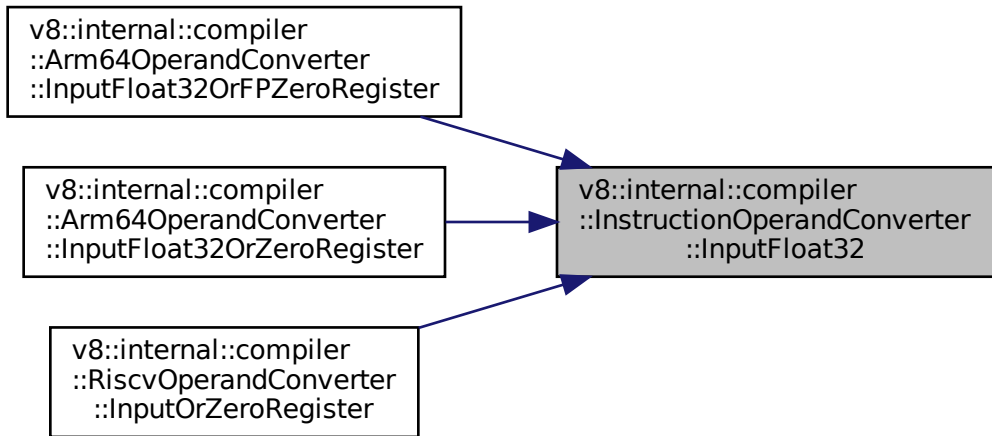 v8::internal::compiler
::Arm64OperandConverter
::InputFloat32OrFPZeroRegister
v8::internal::compiler
::Arm64OperandConverter
::InputFloat32OrZeroRegister
v8::internal::compiler
::RiscvOperandConverter
::InputOrZeroRegister
v8::internal::compiler
::InstructionOperandConverter
::InputFloat32